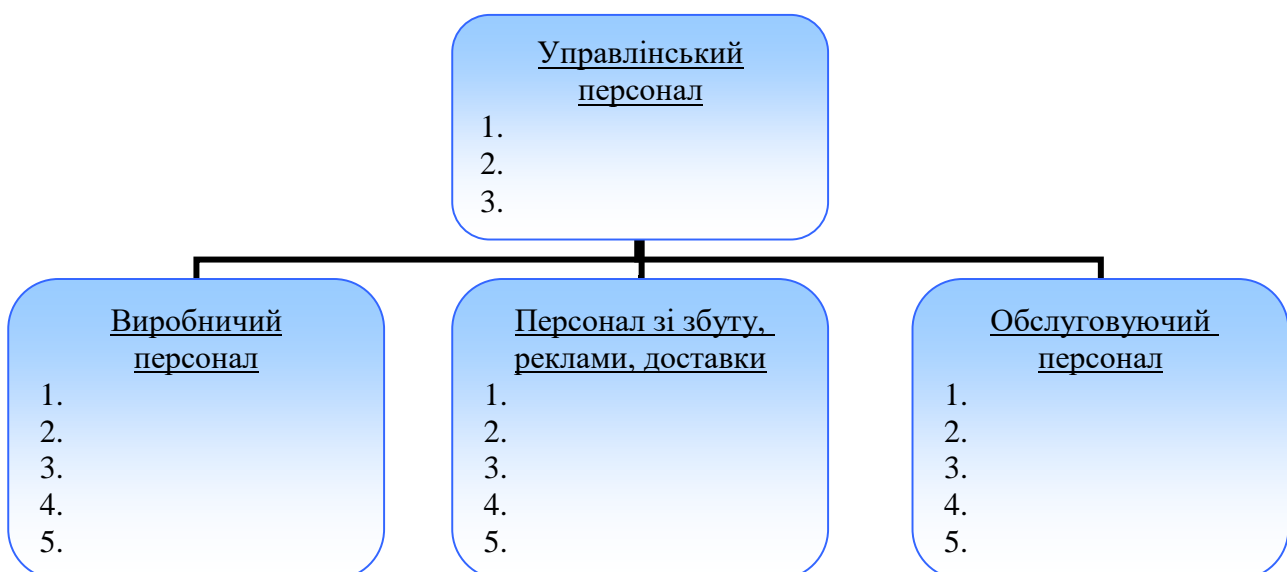 Управлінський
персонал
1.
2.
3.
Виробничий
персонал
1.
2.
3.
4.
5.
Персонал зі збуту,
реклами, доставки
1.
2.
3.
4.
5.
Обслуговуючий
персонал
1.
2.
3.
4.
5.